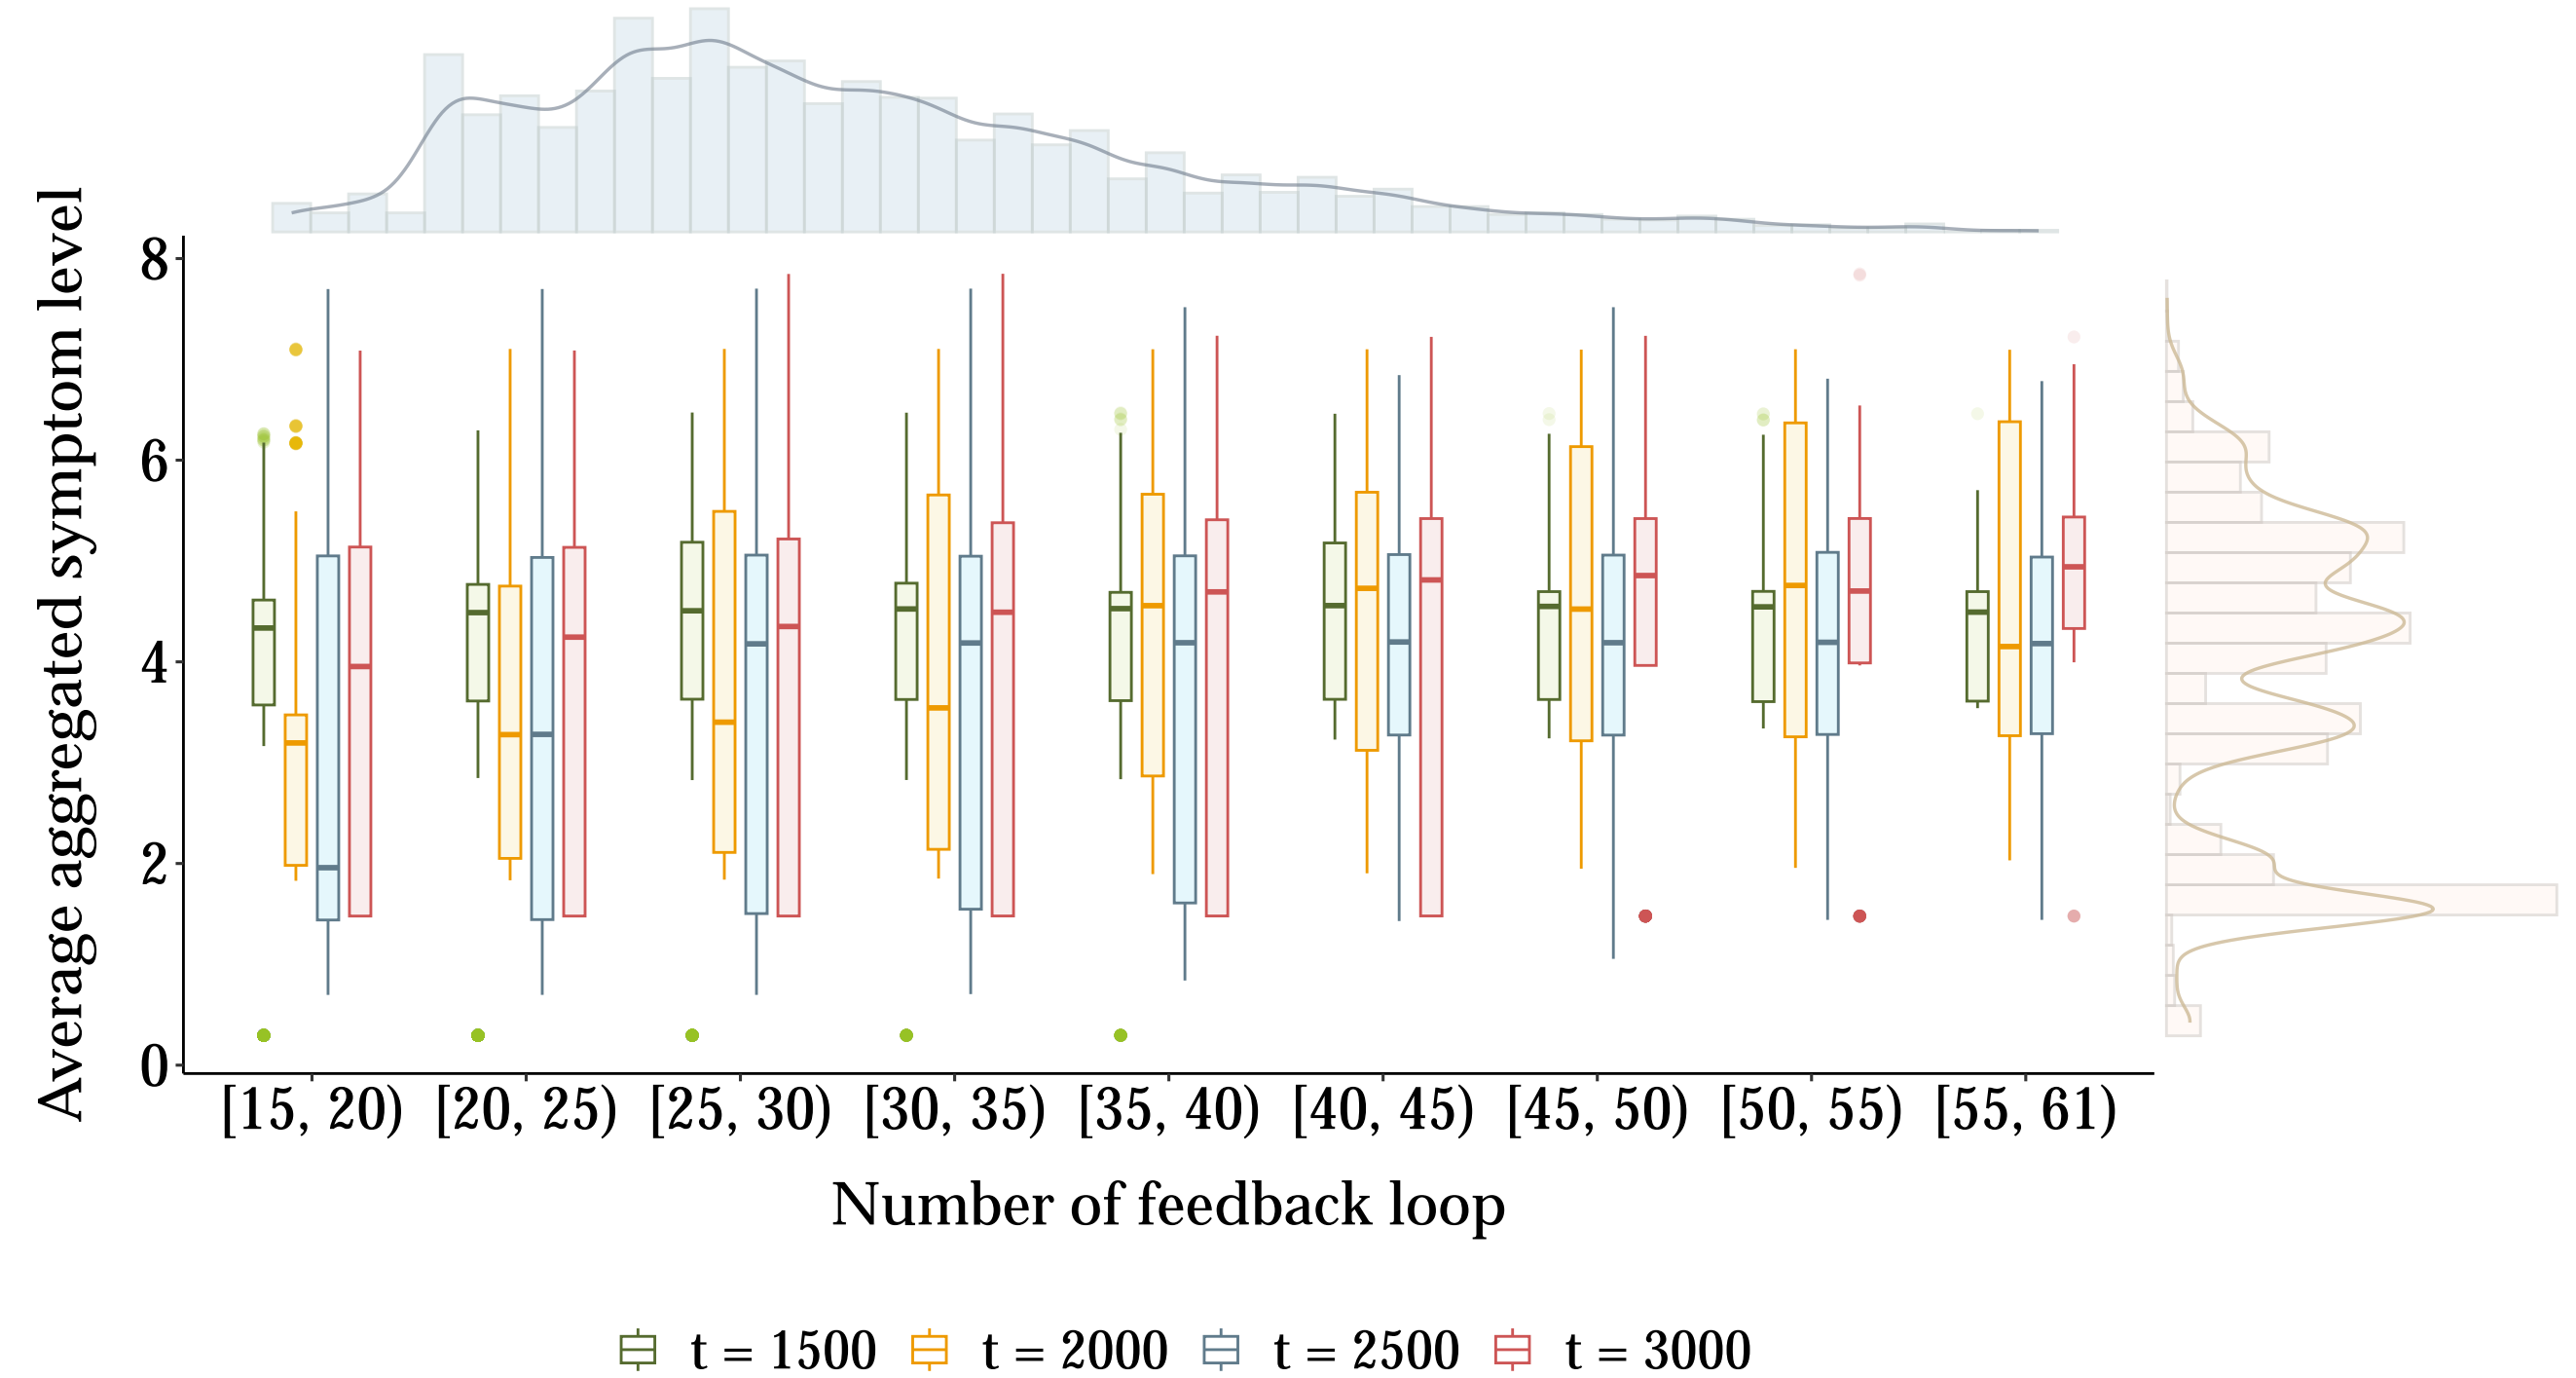 Average aggregated symptom level
8
6
4
2
0
[15, 20) [20, 25) [25, 30) [30, 35) [35, 40) [40, 45) [45, 50) [50, 55) [55, 61)
Number of feedback loop
t = 1500 t = 2000 t = 2500 t = 3000